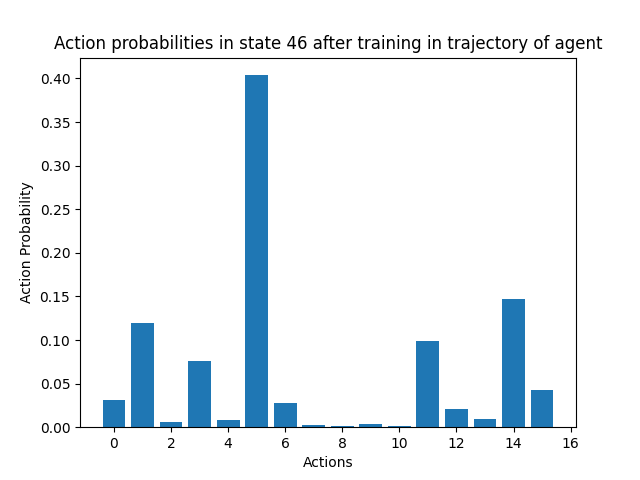 Action probabilities in state 46 after training in trajectory of agent
0.40
0.35
0.30
0.25
0.20
0.15
0.10
0.05
0.00
Action Probability
0 2 4 6 8 10 12 14 16
Actions